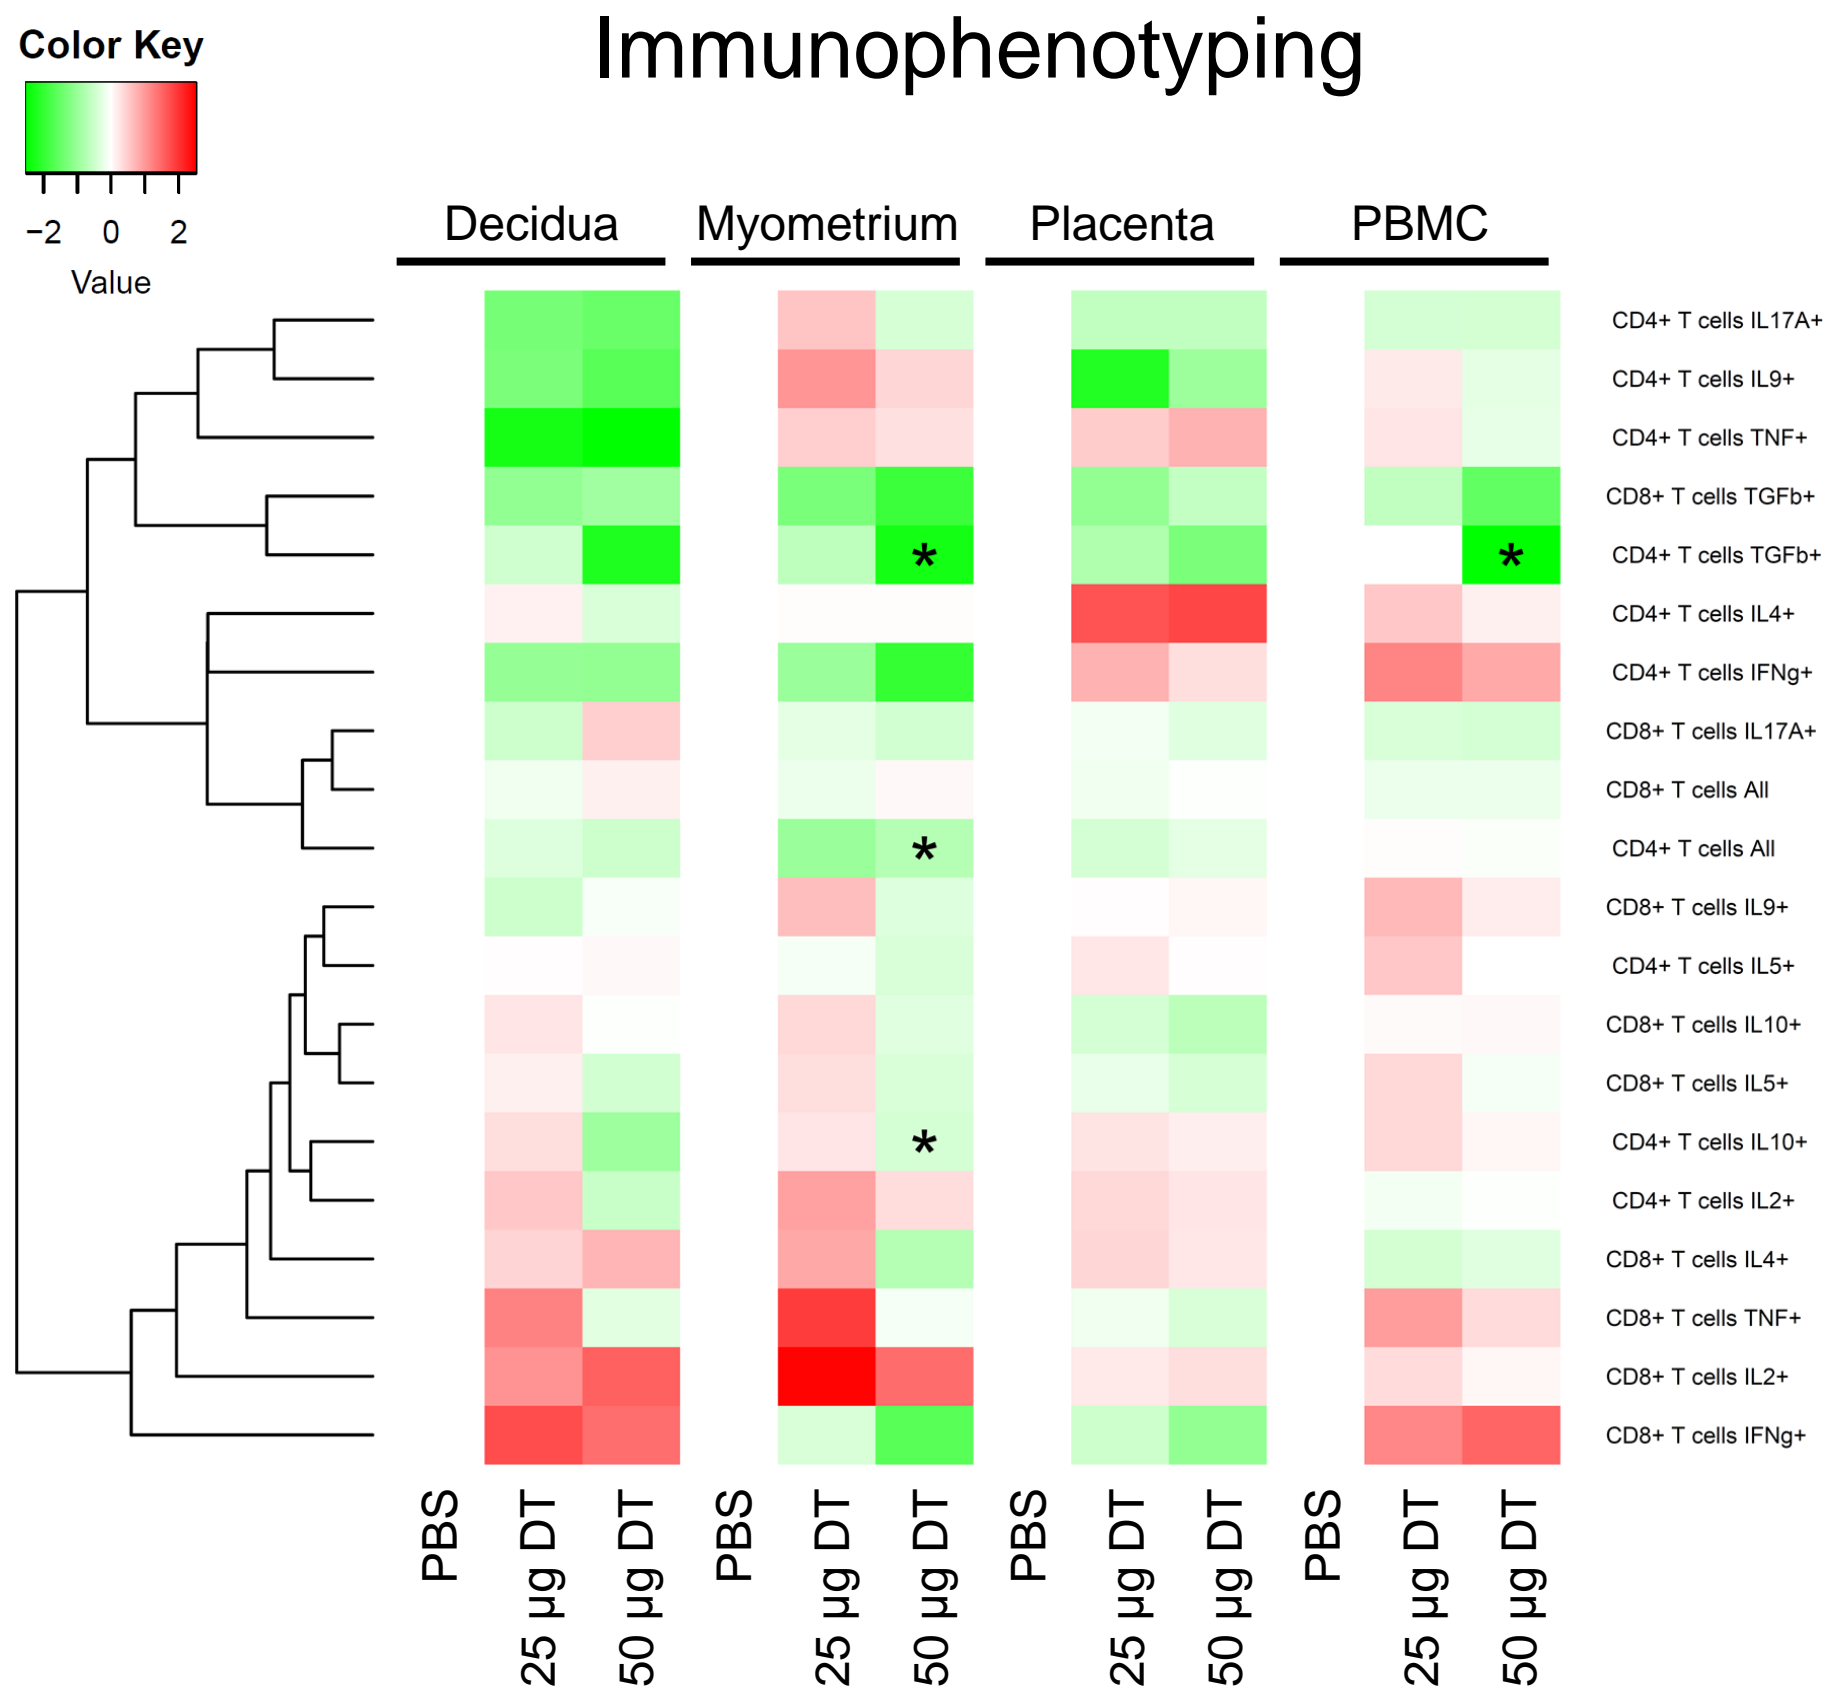 Immunophenotyping
Color Key
−2 0 2
Value
Decidua Myometrium Placenta PBMC
CD4+ T cells IL17A+
CD4+ T cells IL9+
CD4+ T cells TNF+
CD8+ T cells TGFb+
* * CD4+ T cells TGFb+
CD4+ T cells IL4+
CD4+ T cells IFNg+
CD8+ T cells IL17A+
CD8+ T cells All
* CD4+ T cells All
CD8+ T cells IL9+
CD4+ T cells IL5+
CD8+ T cells IL10+
CD8+ T cells IL5+
* CD4+ T cells IL10+
CD4+ T cells IL2+
CD8+ T cells IL4+
CD8+ T cells TNF+
CD8+ T cells IL2+
CD8+ T cells IFNg+
PBS
25 µg DT
50 µg DT
PBS
25 µg DT
50 µg DT
PBS
25 µg DT
50 µg DT
PBS
25 µg DT
50 µg DT